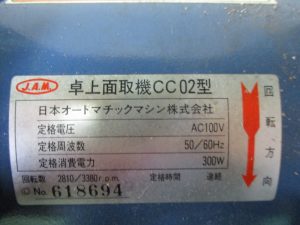 J.A.M. 卓上面取機CC02型
日本オートマチックマシン株式会社
定格電圧 AC100V
定格周波数 50/60Hz
定格消費電力 300W
回転数 2810/3380r.p.m. 定格時間 連続
No. 618694
回転方向